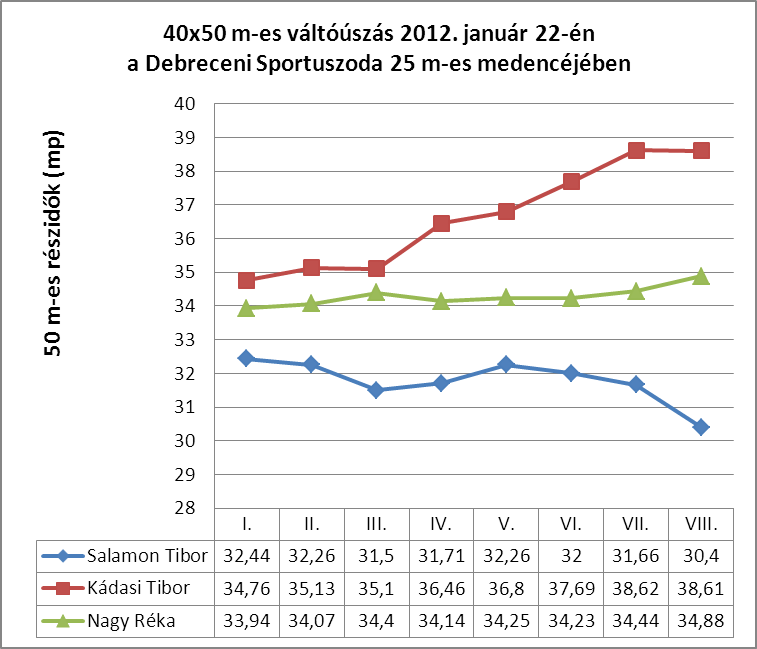 40x50 m-es váltóúszás 2012. január 22-én
a Debreceni Sportuszoda 25 m-es medencéjében
50 m-es részidők (mp)
40
39
38
37
36
35
34
33
32
31
30
29
28
I. II. III. IV. V. VI. VII. VIII.
Salamon Tibor 32,44 32,26 31,5 31,71 32,26 32 31,66 30,4
Kádasi Tibor 34,76 35,13 35,1 36,46 36,8 37,69 38,62 38,61
Nagy Réka 33,94 34,07 34,4 34,14 34,25 34,23 34,44 34,88